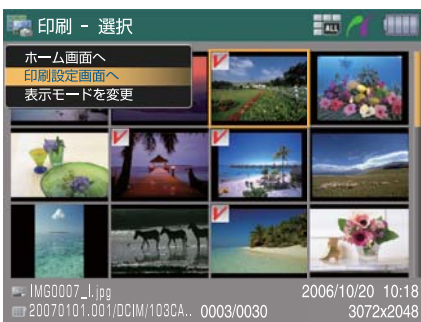 印刷 - 選択
ALL
ホーム画面へ
印刷設定画面へ
表示モードを変更
IMG0007_I.jpg
2006/10/20 10:18
20070101.001/DCIM/103CA.. 0003/0030
3072x2048